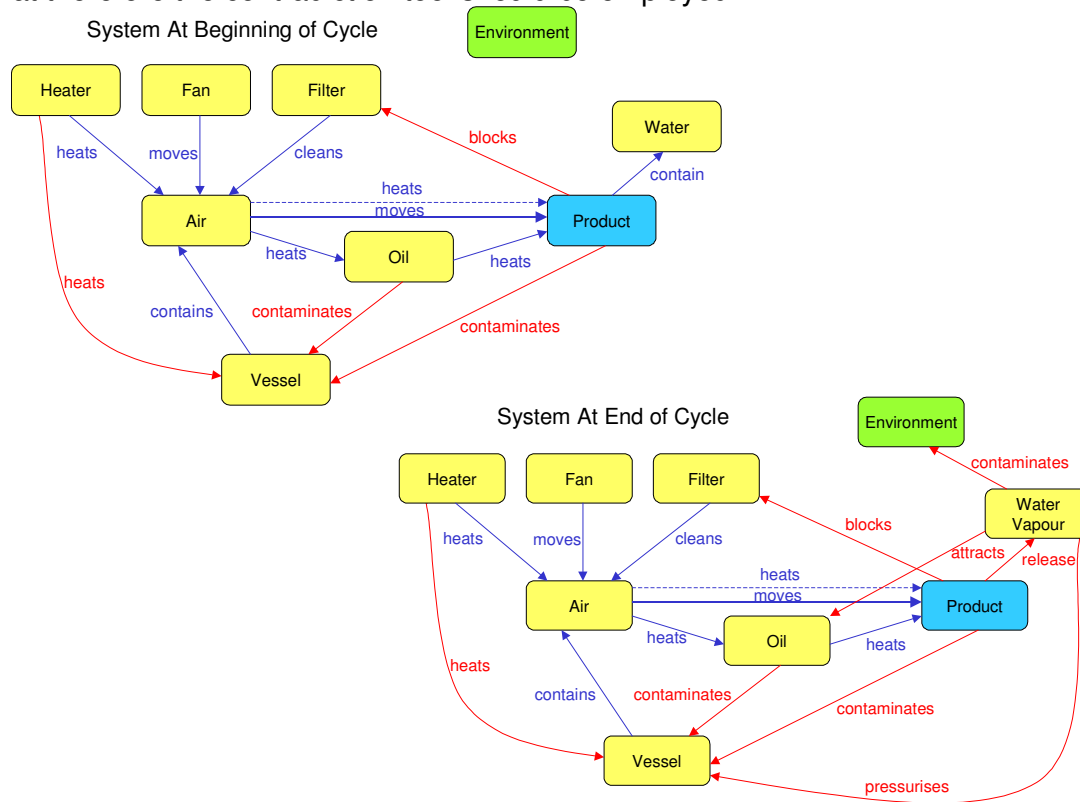 System At Beginning of Cycle
Environment
Heater
Fan
Filter
Water
blocks
heats
moves
cleans
contain
heats
moves
Air
Product
heats
Oil
heats
heats
contains
contaminates
contaminates
Vessel
System At End of Cycle
Environment
contaminates
Heater
Fan
Filter
Water
Vapour
blocks
heats
moves
cleans
attracts
release
heats
moves
Air
Product
heats
Oil
heats
heats
contains
contaminates
contaminates
Vessel
pressurises